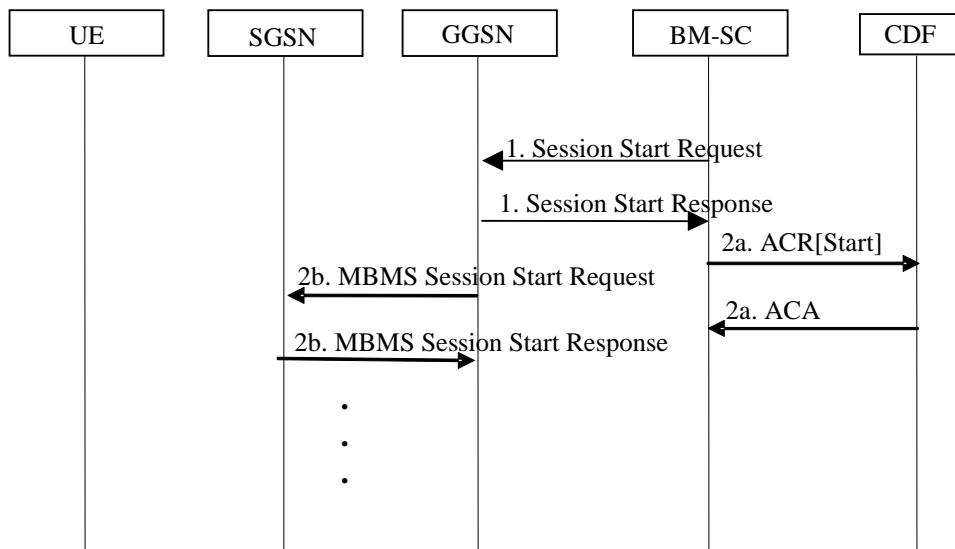 UE
SGSN
GGSN
BM-SC
CDF
1. Session Start Request
1. Session Start Response
2a. ACR[Start]
2b. MBMS Session Start Request
2a. ACA
2b. MBMS Session Start Response